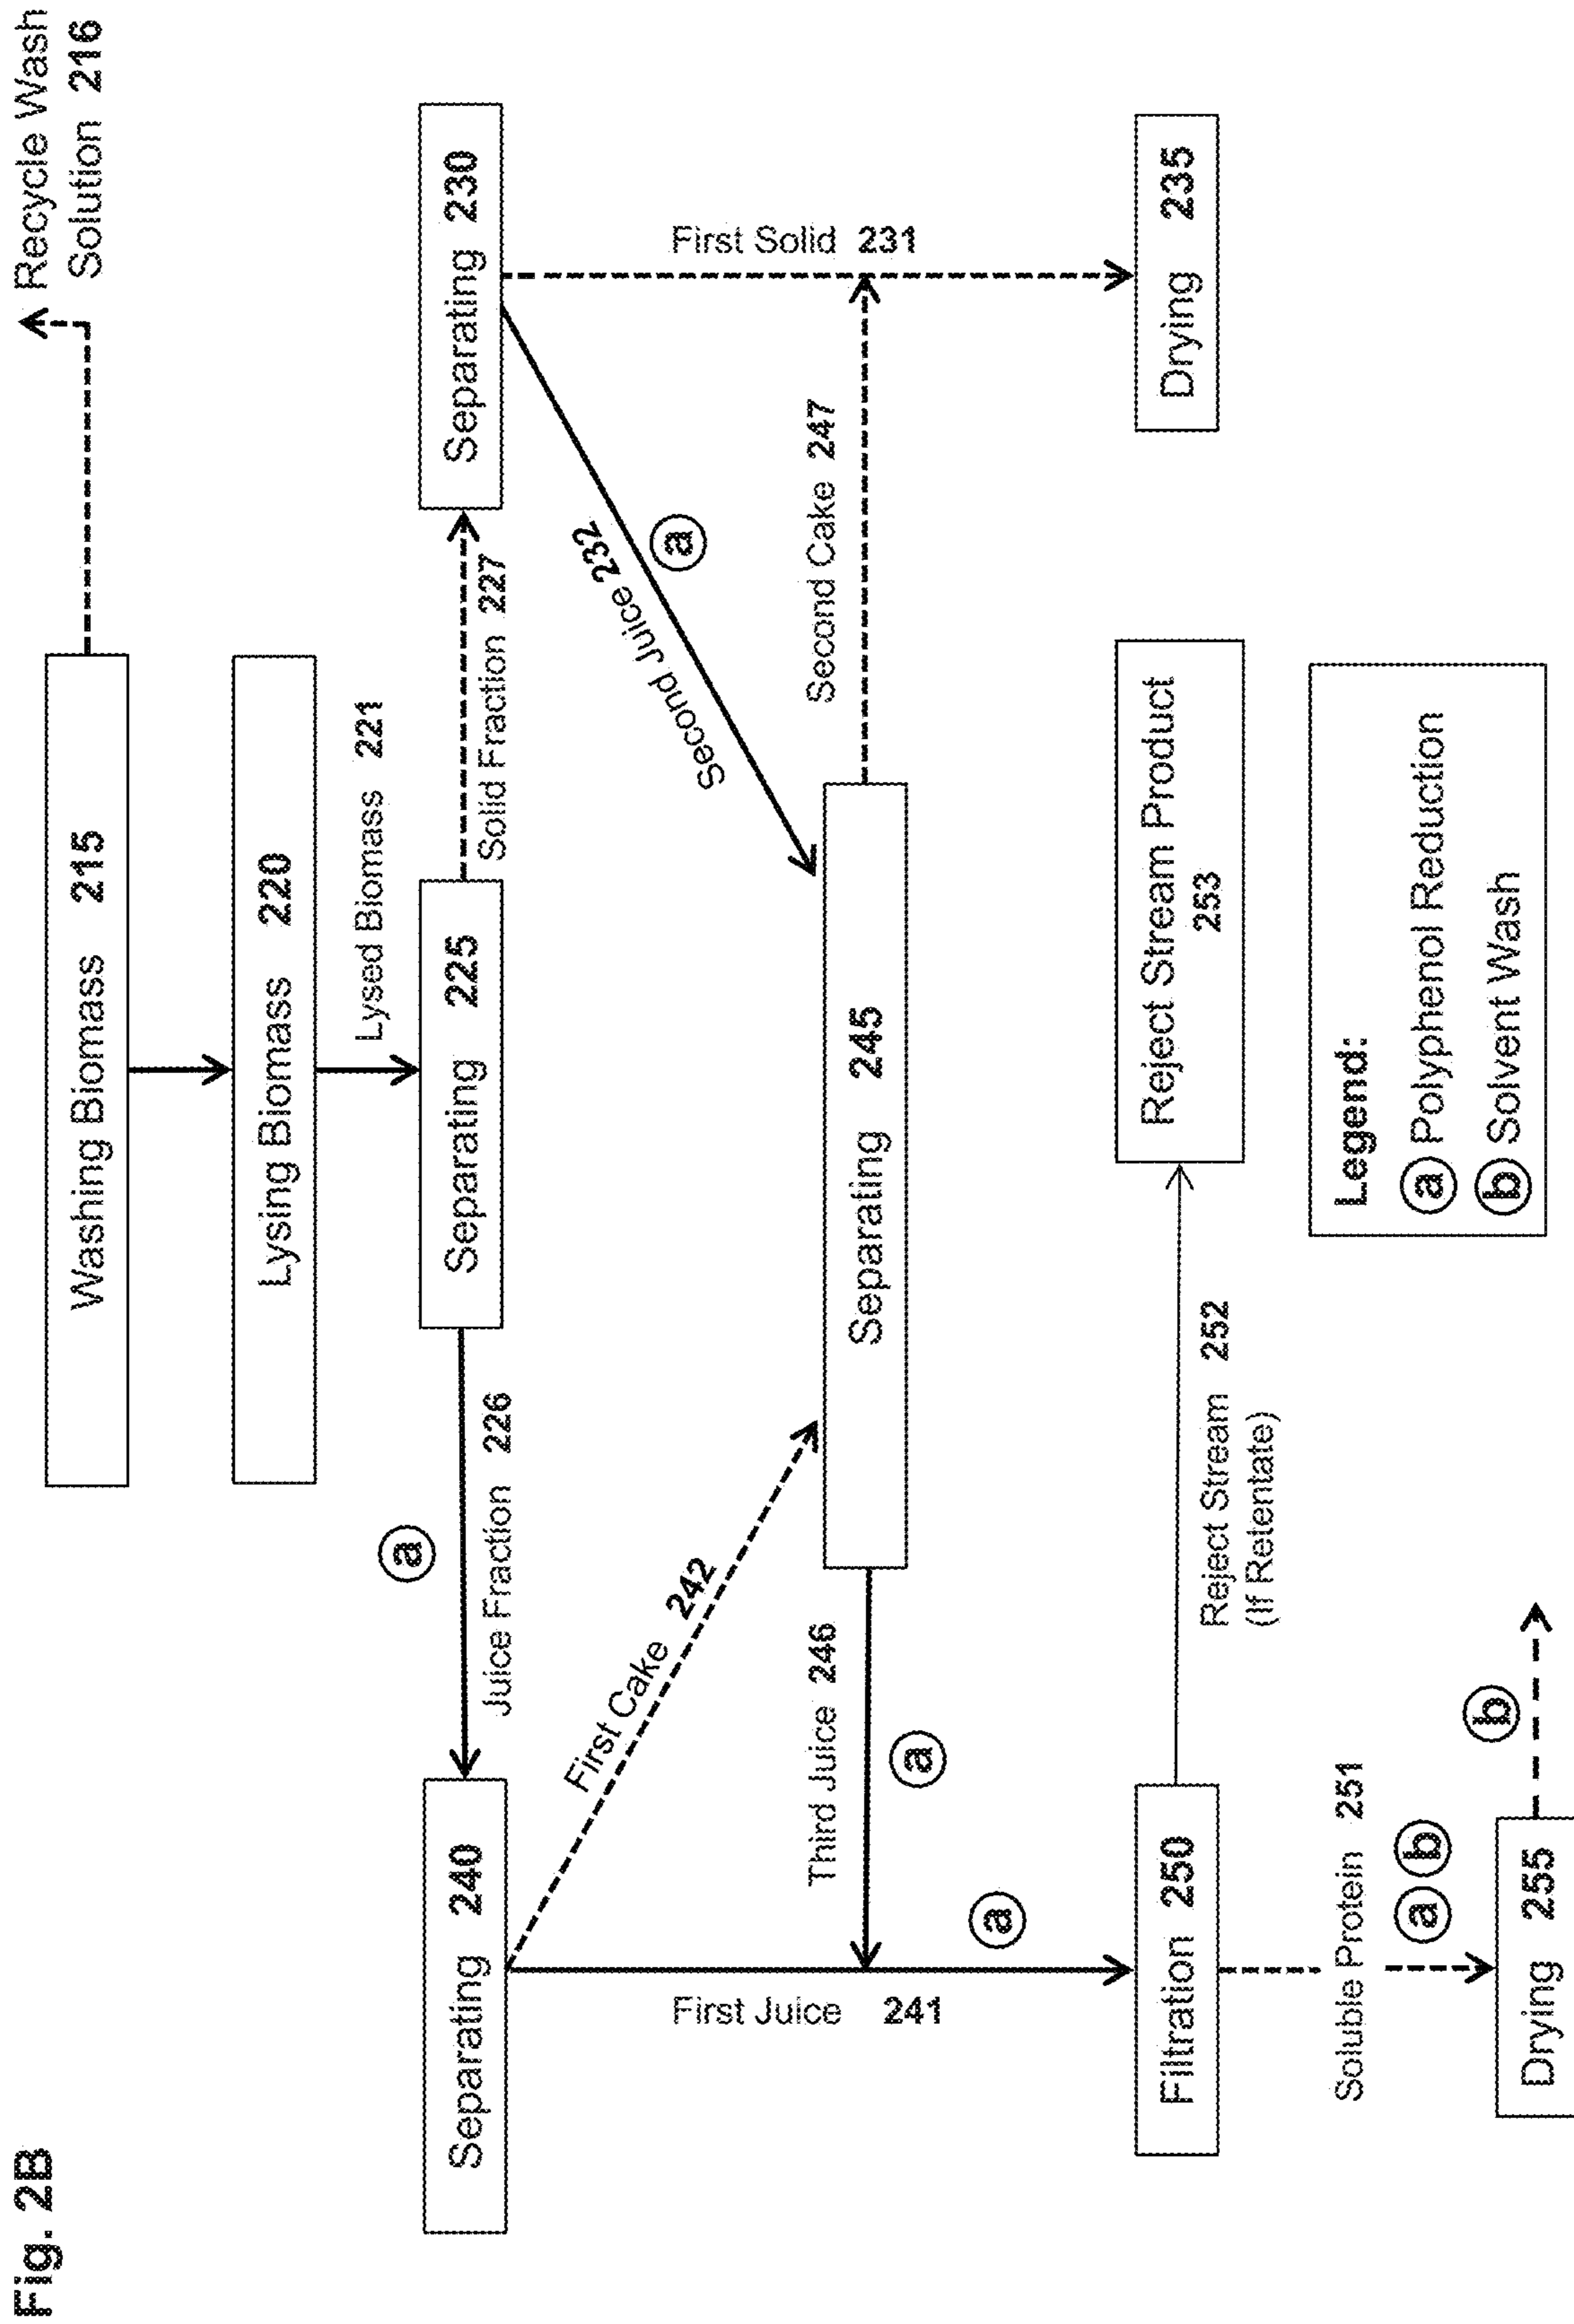 Fig. 2B
Recycle Wash
Solution 216
Washing Biomass 215
Lysing Biomass 220
Lysed Biomass 221
Separating 240
a
Juice Fraction 226
Separating 225
Solid Fraction 227
Separating 230
First Cake 242
Second Juice 232
a
First Juice 241
Third Juice 246
a
a
Separating 245
Second Cake 247
First Solid 231
Filtration 250
Reject Stream 252
(If Retentate)
Reject Stream Product
253
Drying 235
Soluble Protein 251
a b
Drying 255
b
Legend:
a Polyphenol Reduction
b Solvent Wash